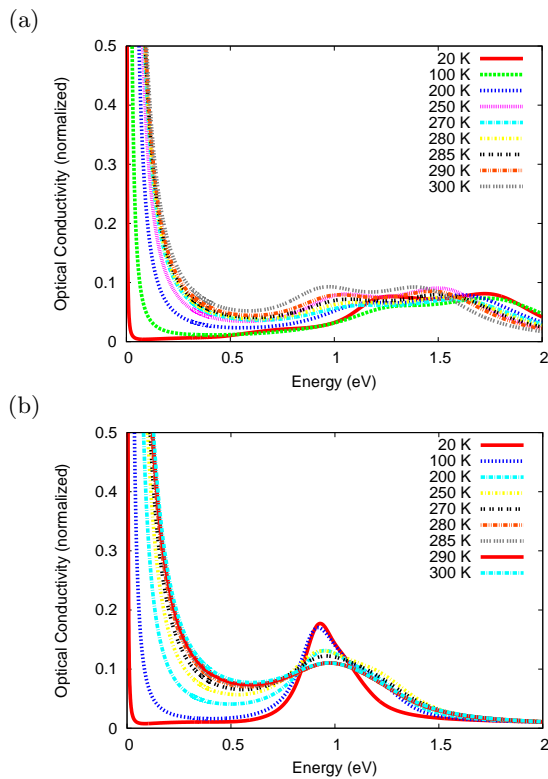 (a)
Optical Conductivity (normalized)
0.5
0.4
0.3
0.2
0.1
0
20 K
100 K
200 K
250 K
270 K
280 K
285 K
290 K
300 K
0 0.5 1 1.5 2
Energy (eV)
(b)
Optical Conductivity (normalized)
0.5
0.4
0.3
0.2
0.1
0
20 K
100 K
200 K
250 K
270 K
280 K
285 K
290 K
300 K
0 0.5 1 1.5 2
Energy (eV)